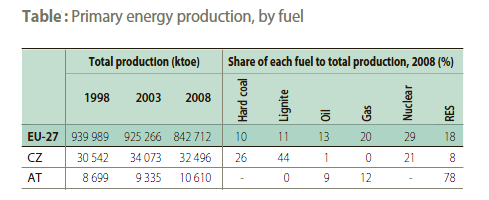 Table : Primary energy production, by fuel
Total production (ktoe) Share of each fuel to total production, 2008 (%)
1998 2003 2008 Hard coal Lignite Oil Gas Nuclear RES
EU-27 939 989 925 266 842 712 10 11 13 20 29 18
CZ 30 542 34 073 32 496 26 44 1 0 21 8
AT 8 699 9 335 10 610 - 0 9 12 - 78